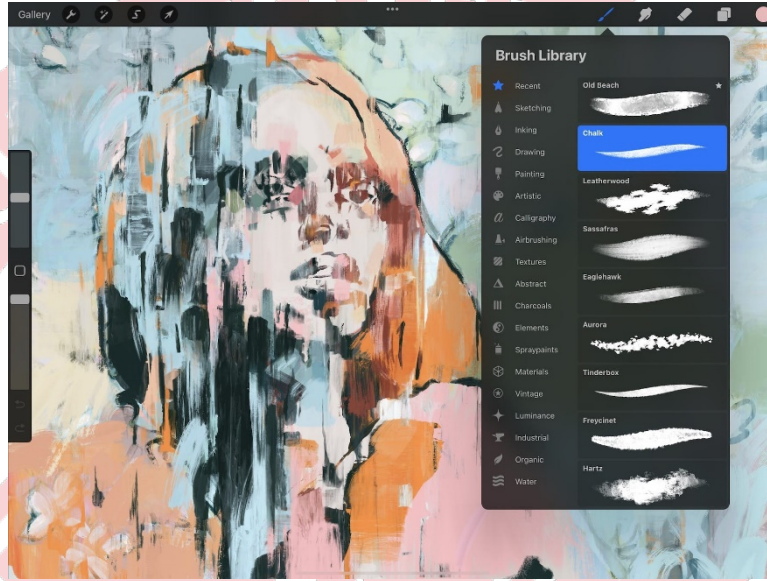 Gallery
Brush Library
Recent
Sketching
Inking
Drawing
Painting
Artistic
Calligraphy
Airbrushing
Textures
Abstract
Charcoals
Elements
Spraypaints
Materials
Vintage
Luminance
Industrial
Organic
Water
Old Beach
Chalk
Leatherwood
Sassafras
Eaglehawk
Aurora
Tinderbox
Freycinet
Hartz